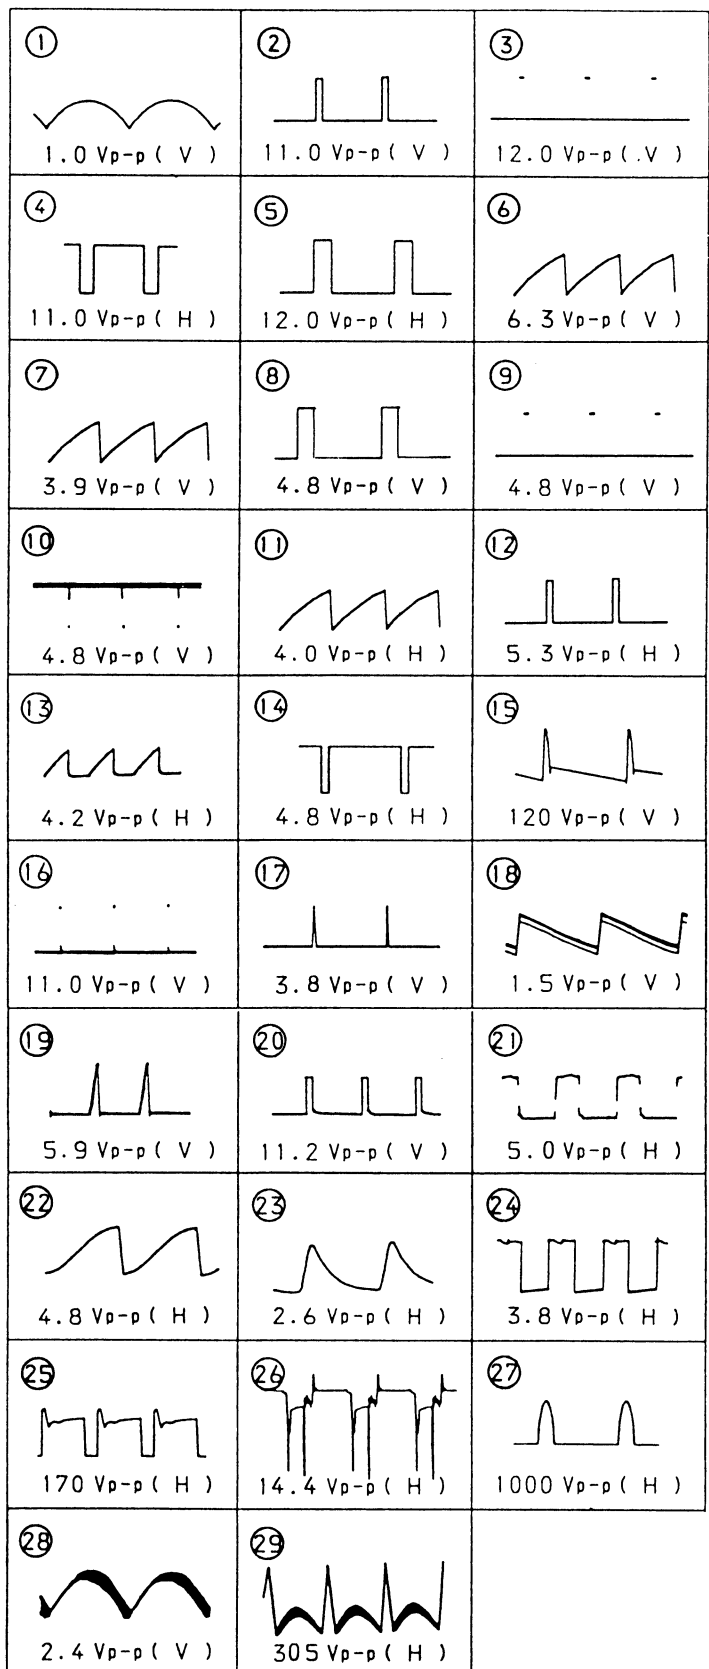 ① ② ③
1.0 Vp-p ( V ) 11.0 Vp-p ( V ) 12.0 Vp-p (.V )
④ ⑤ ⑥
11.0 Vp-p ( H ) 12.0 Vp-p ( H ) 6.3 Vp-p ( V )
⑦ ⑧ ⑨
3.9 Vp-p ( V ) 4.8 Vp-p ( V ) 4.8 Vp-p ( V )
⑩ ⑪ ⑫
4.8 Vp-p ( V ) 4.0 Vp-p ( H ) 5.3 Vp-p ( H )
⑬ ⑭ ⑮
4.2 Vp-p ( H ) 4.8 Vp-p ( H ) 120 Vp-p ( V )
⑯ ⑰ ⑱
11.0 Vp-p ( V ) 3.8 Vp-p ( V ) 1.5 Vp-p ( V )
⑲ ⑳ ㉑
5.9 Vp-p ( V ) 11.2 Vp-p ( V ) 5.0 Vp-p ( H )
㉒ ㉓ ㉔
4.8 Vp-p ( H ) 2.6 Vp-p ( H ) 3.8 Vp-p ( H )
㉕ ㉖ ㉗
170 Vp-p ( H ) 14.4 Vp-p ( H ) 1000 Vp-p ( H )
㉘ ㉙
2.4 Vp-p ( V ) 305 Vp-p ( H )